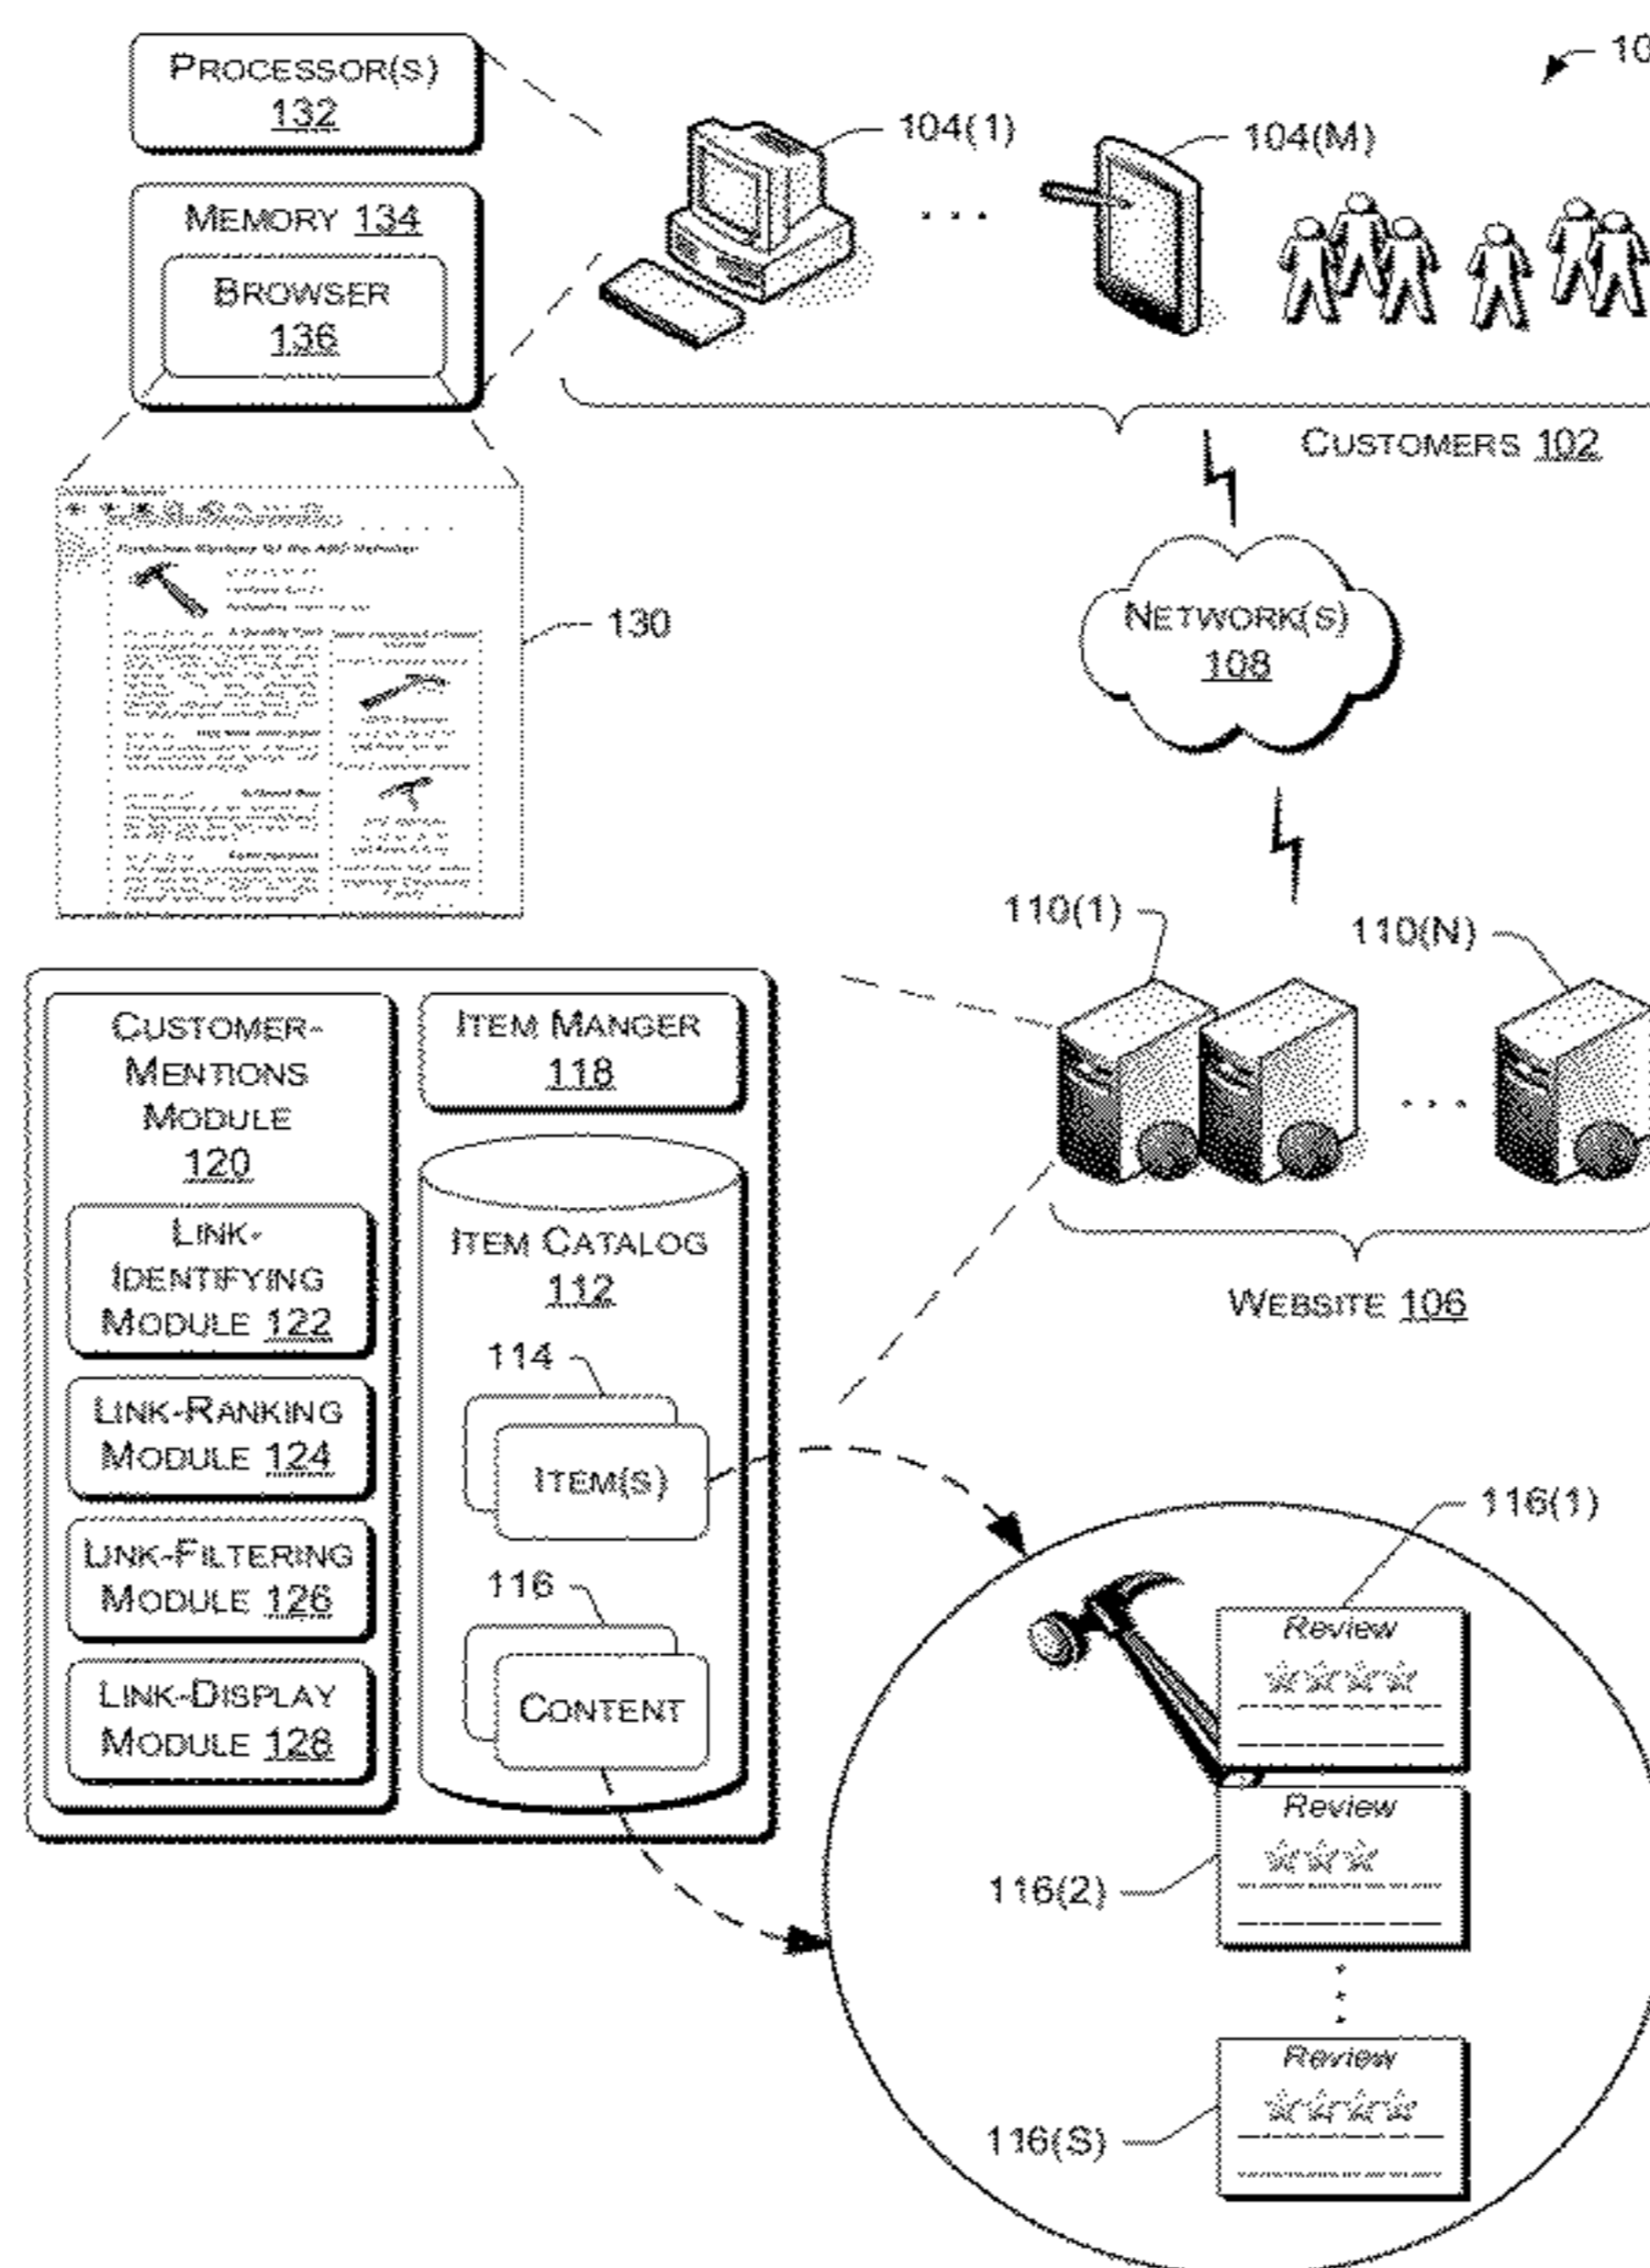 PROCESSOR(S)
132
MEMORY 134
BROWSER
136
104(1)
104(M)
10
CUSTOMERS 102
130
NETWORK(S)
108
110(1)
110(N)
WEBSITE 106
CUSTOMER-
MENTIONS
MODULE
120
LINK-
IDENTIFYING
MODULE 122
LINK-RANKING
MODULE 124
LINK-FILTERING
MODULE 126
LINK-DISPLAY
MODULE 128
ITEM MANGER
118
ITEM CATALOG
112
114
ITEM(S)
116
CONTENT
116(1)
Review
Review
116(2)
Review
116(S)